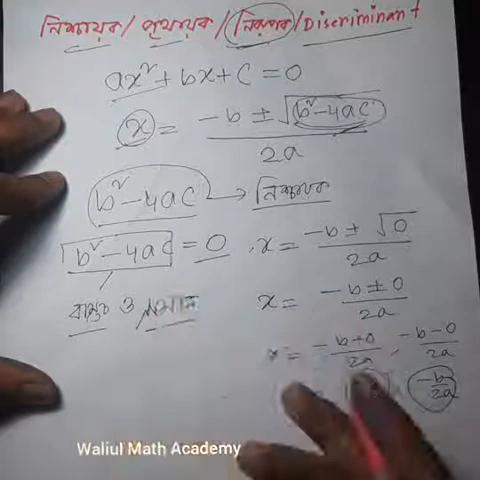 নিশ্চায়ক/ পৃথায়ক / নিরূপক / Discriminant
ax² + bx + c = 0
x = (-b ± √(b² - 4ac)) / 2a
b² - 4ac → নিশ্চায়ক
b² - 4ac = 0, x = (-b ± √0) / 2a
বাস্তব ও সমান x = (-b ± 0) / 2a
x = (-b + 0) / 2a, (-b - 0) / 2a
-b / 2a
Waliul Math Academy